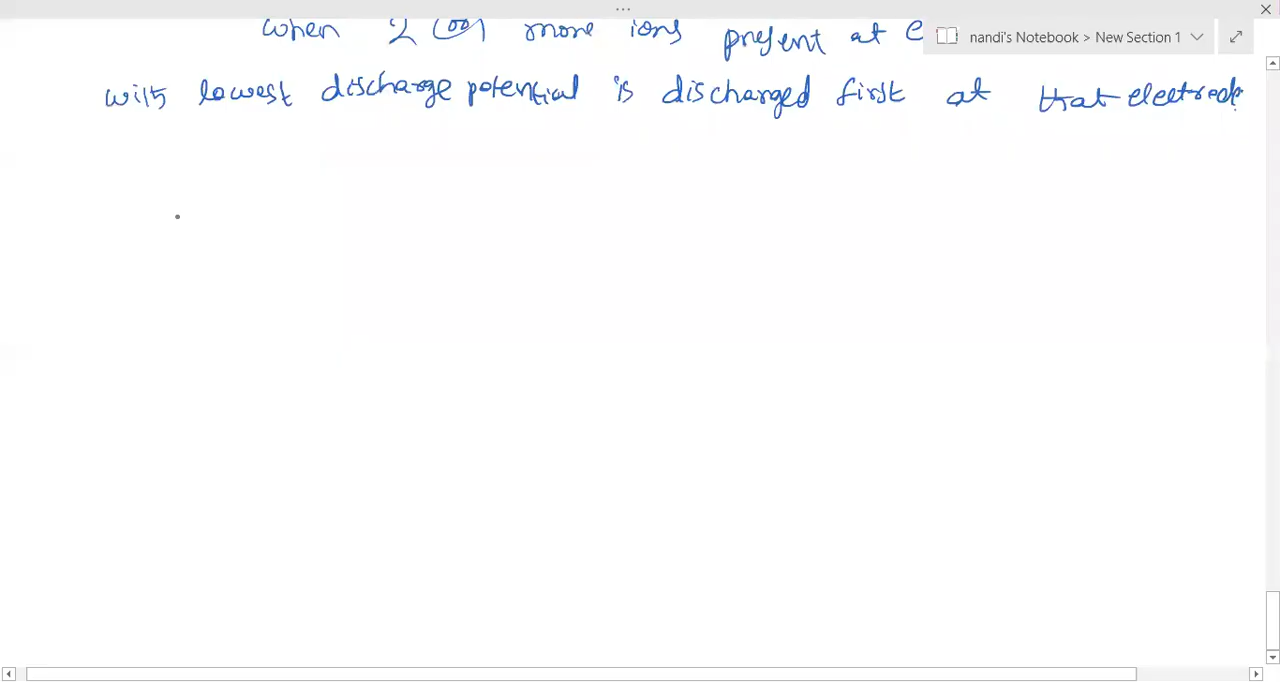 nandi's Notebook > New Section 1
when 2 (or) more ions present at e
with lowest discharge potential is discharged first at that electrode